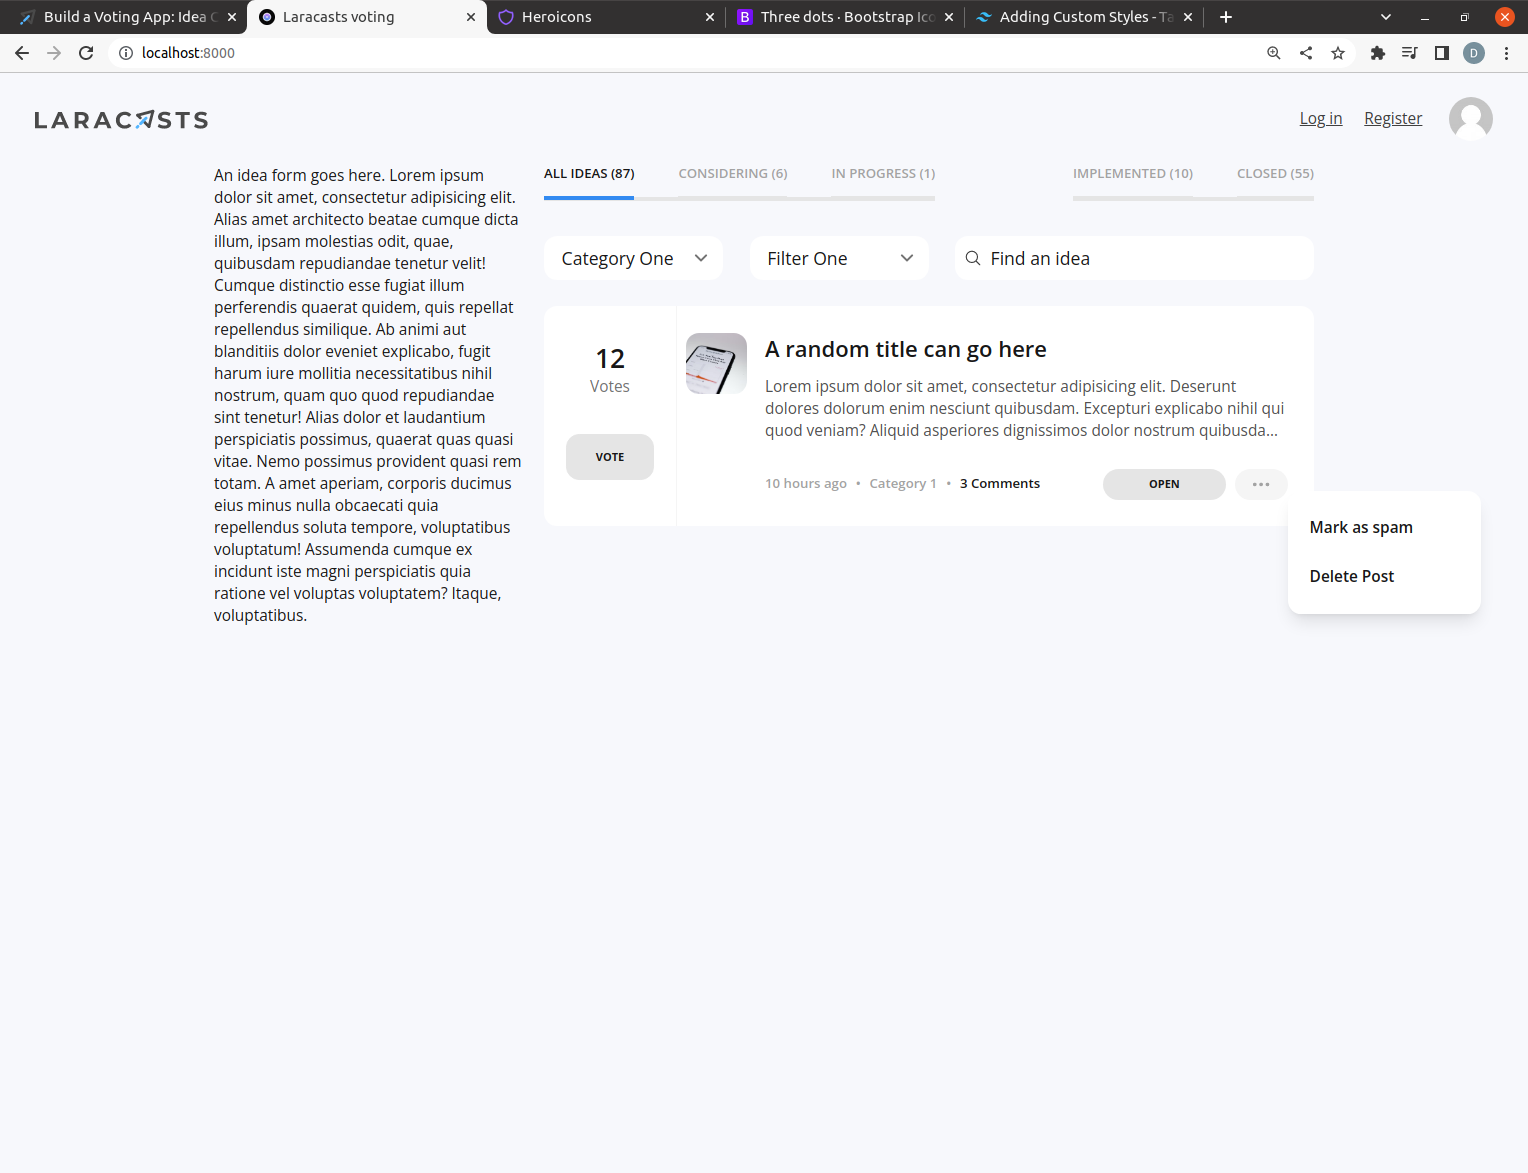 Build a Voting App: Idea
Laracasts voting
Heroicons
Three dots · Bootstrap Ico
Adding Custom Styles - Ta
localhost:8000
D
LARACASTS
Log in
Register
An idea form goes here. Lorem ipsum
dolor sit amet, consectetur adipisicing elit.
Alias amet architecto beatae cumque dicta
illum, ipsam molestias odit, quae,
quibusdam repudiandae tenetur velit!
Cumque distinctio esse fugiat illum
perferendis quaerat quidem, quis repellat
repellendus similique. Ab animi aut
blanditiis dolor eveniet explicabo, fugit
harum iure mollitia necessitatibus nihil
nostrum, quam quo quod repudiandae
sint tenetur! Alias dolor et laudantium
perspiciatis possimus, quaerat quas quasi
vitae. Nemo possimus provident quasi rem
totam. A amet aperiam, corporis ducimus
eius minus nulla obcaecati quia
repellendus soluta tempore, voluptatibus
voluptatum! Assumenda cumque ex
incidunt iste magni perspiciatis quia
ratione vel voluptas voluptatem? Itaque,
voluptatibus.
ALL IDEAS (87)
CONSIDERING (6)
IN PROGRESS (1)
IMPLEMENTED (10)
CLOSED (55)
Category One
Filter One
Find an idea
12
Votes
VOTE
A random title can go here
Lorem ipsum dolor sit amet, consectetur adipisicing elit. Deserunt
dolores dolorum enim nesciunt quibusdam. Excepturi explicabo nihil qui
quod veniam? Aliquid asperiores dignissimos dolor nostrum quibusda...
10 hours ago • Category 1 • 3 Comments
OPEN
Mark as spam
Delete Post